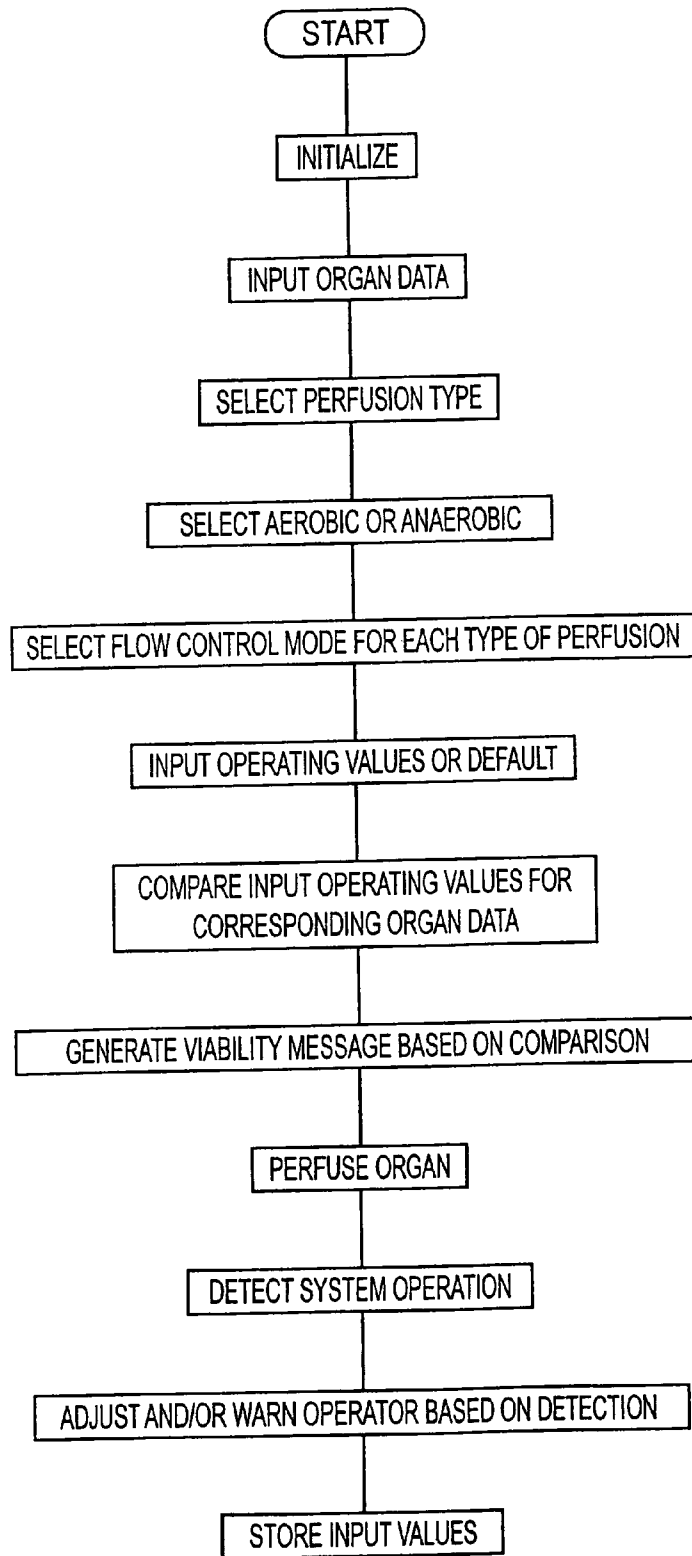 START
INITIALIZE
INPUT ORGAN DATA
SELECT PERFUSION TYPE
SELECT AEROBIC OR ANAEROBIC
SELECT FLOW CONTROL MODE FOR EACH TYPE OF PERFUSION
INPUT OPERATING VALUES OR DEFAULT
COMPARE INPUT OPERATING VALUES FOR
CORRESPONDING ORGAN DATA
GENERATE VIABILITY MESSAGE BASED ON COMPARISON
PERFUSE ORGAN
DETECT SYSTEM OPERATION
ADJUST AND/OR WARN OPERATOR BASED ON DETECTION
STORE INPUT VALUES